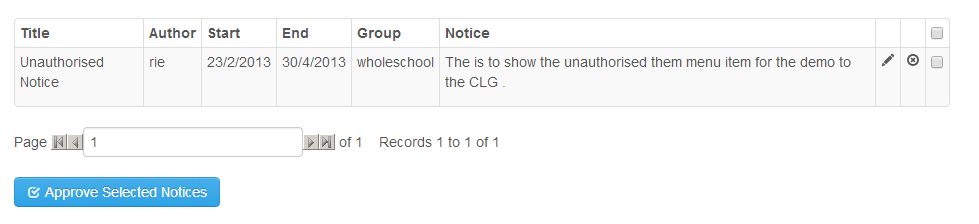 Title Author Start End Group Notice
Unauthorised rie 23/2/2013 30/4/2013 wholeschool The is to show the unauthorised them menu item for the demo to
Notice the CLG .
Page 1 of 1 Records 1 to 1 of 1
Approve Selected Notices